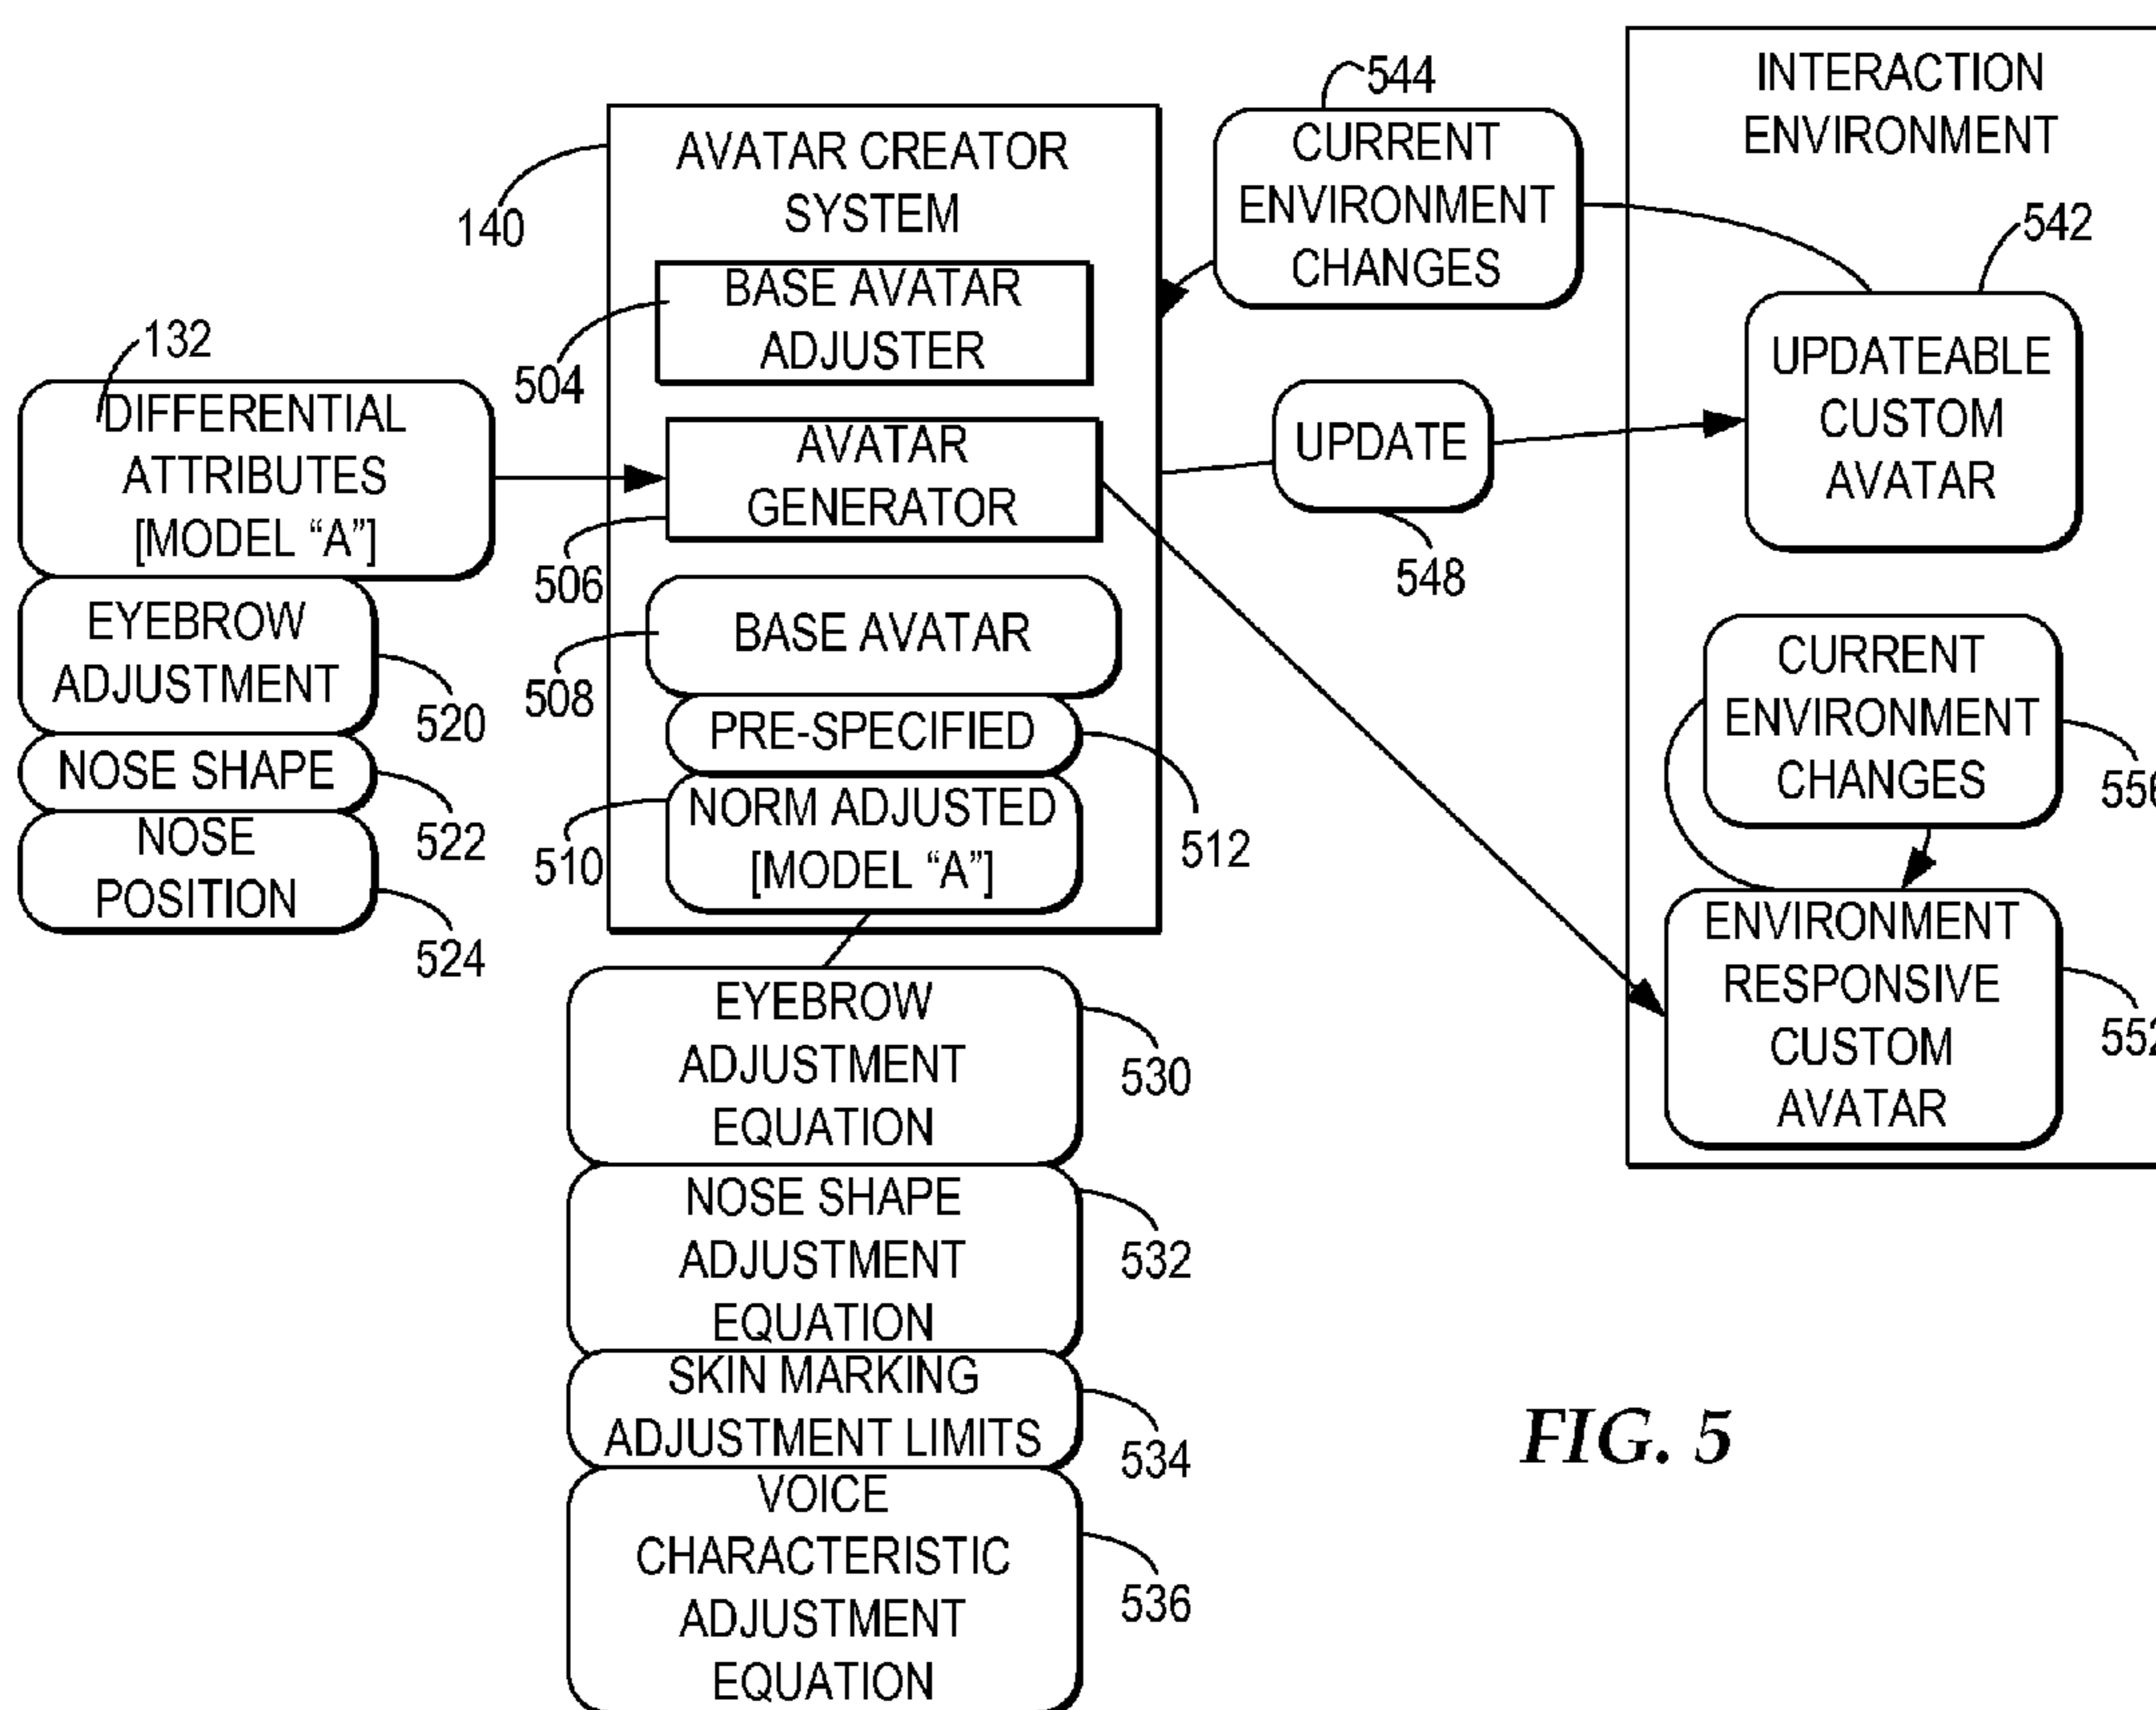 132
DIFFERENTIAL
ATTRIBUTES
[MODEL “A”]
EYEBROW
ADJUSTMENT
520
NOSE SHAPE
522
NOSE
POSITION
524
140
AVATAR CREATOR
SYSTEM
BASE AVATAR
ADJUSTER
504
AVATAR
GENERATOR
506
BASE AVATAR
508
PRE-SPECIFIED
512
NORM ADJUSTED
[MODEL “A”]
510
EYEBROW
ADJUSTMENT
EQUATION
530
NOSE SHAPE
ADJUSTMENT
EQUATION
532
SKIN MARKING
ADJUSTMENT LIMITS
534
VOICE
CHARACTERISTIC
ADJUSTMENT
EQUATION
536
544
CURRENT
ENVIRONMENT
CHANGES
UPDATE
548
INTERACTION
ENVIRONMENT
542
UPDATEABLE
CUSTOM
AVATAR
CURRENT
ENVIRONMENT
CHANGES
ENVIRONMENT
RESPONSIVE
CUSTOM
AVATAR
FIG. 5